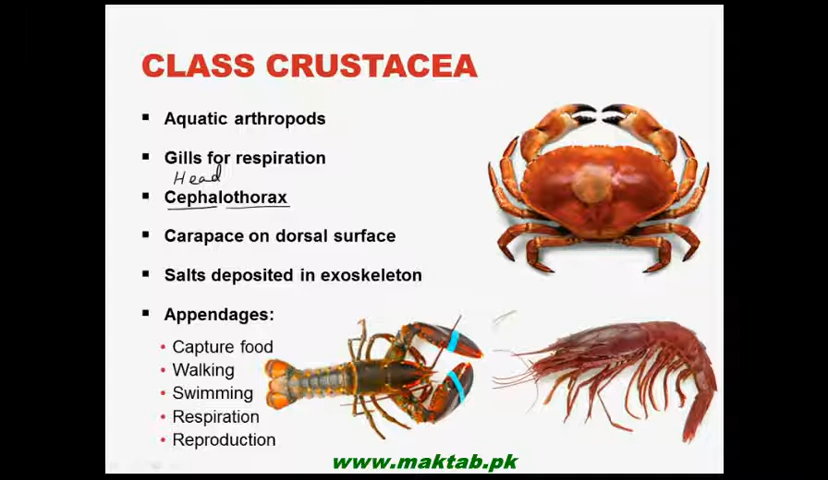 CLASS CRUSTACEA
Aquatic arthropods
Gills for respiration
Head
Cephalothorax
Carapace on dorsal surface
Salts deposited in exoskeleton
Appendages:
Capture food
Walking
Swimming
Respiration
Reproduction
www.maktab.pk